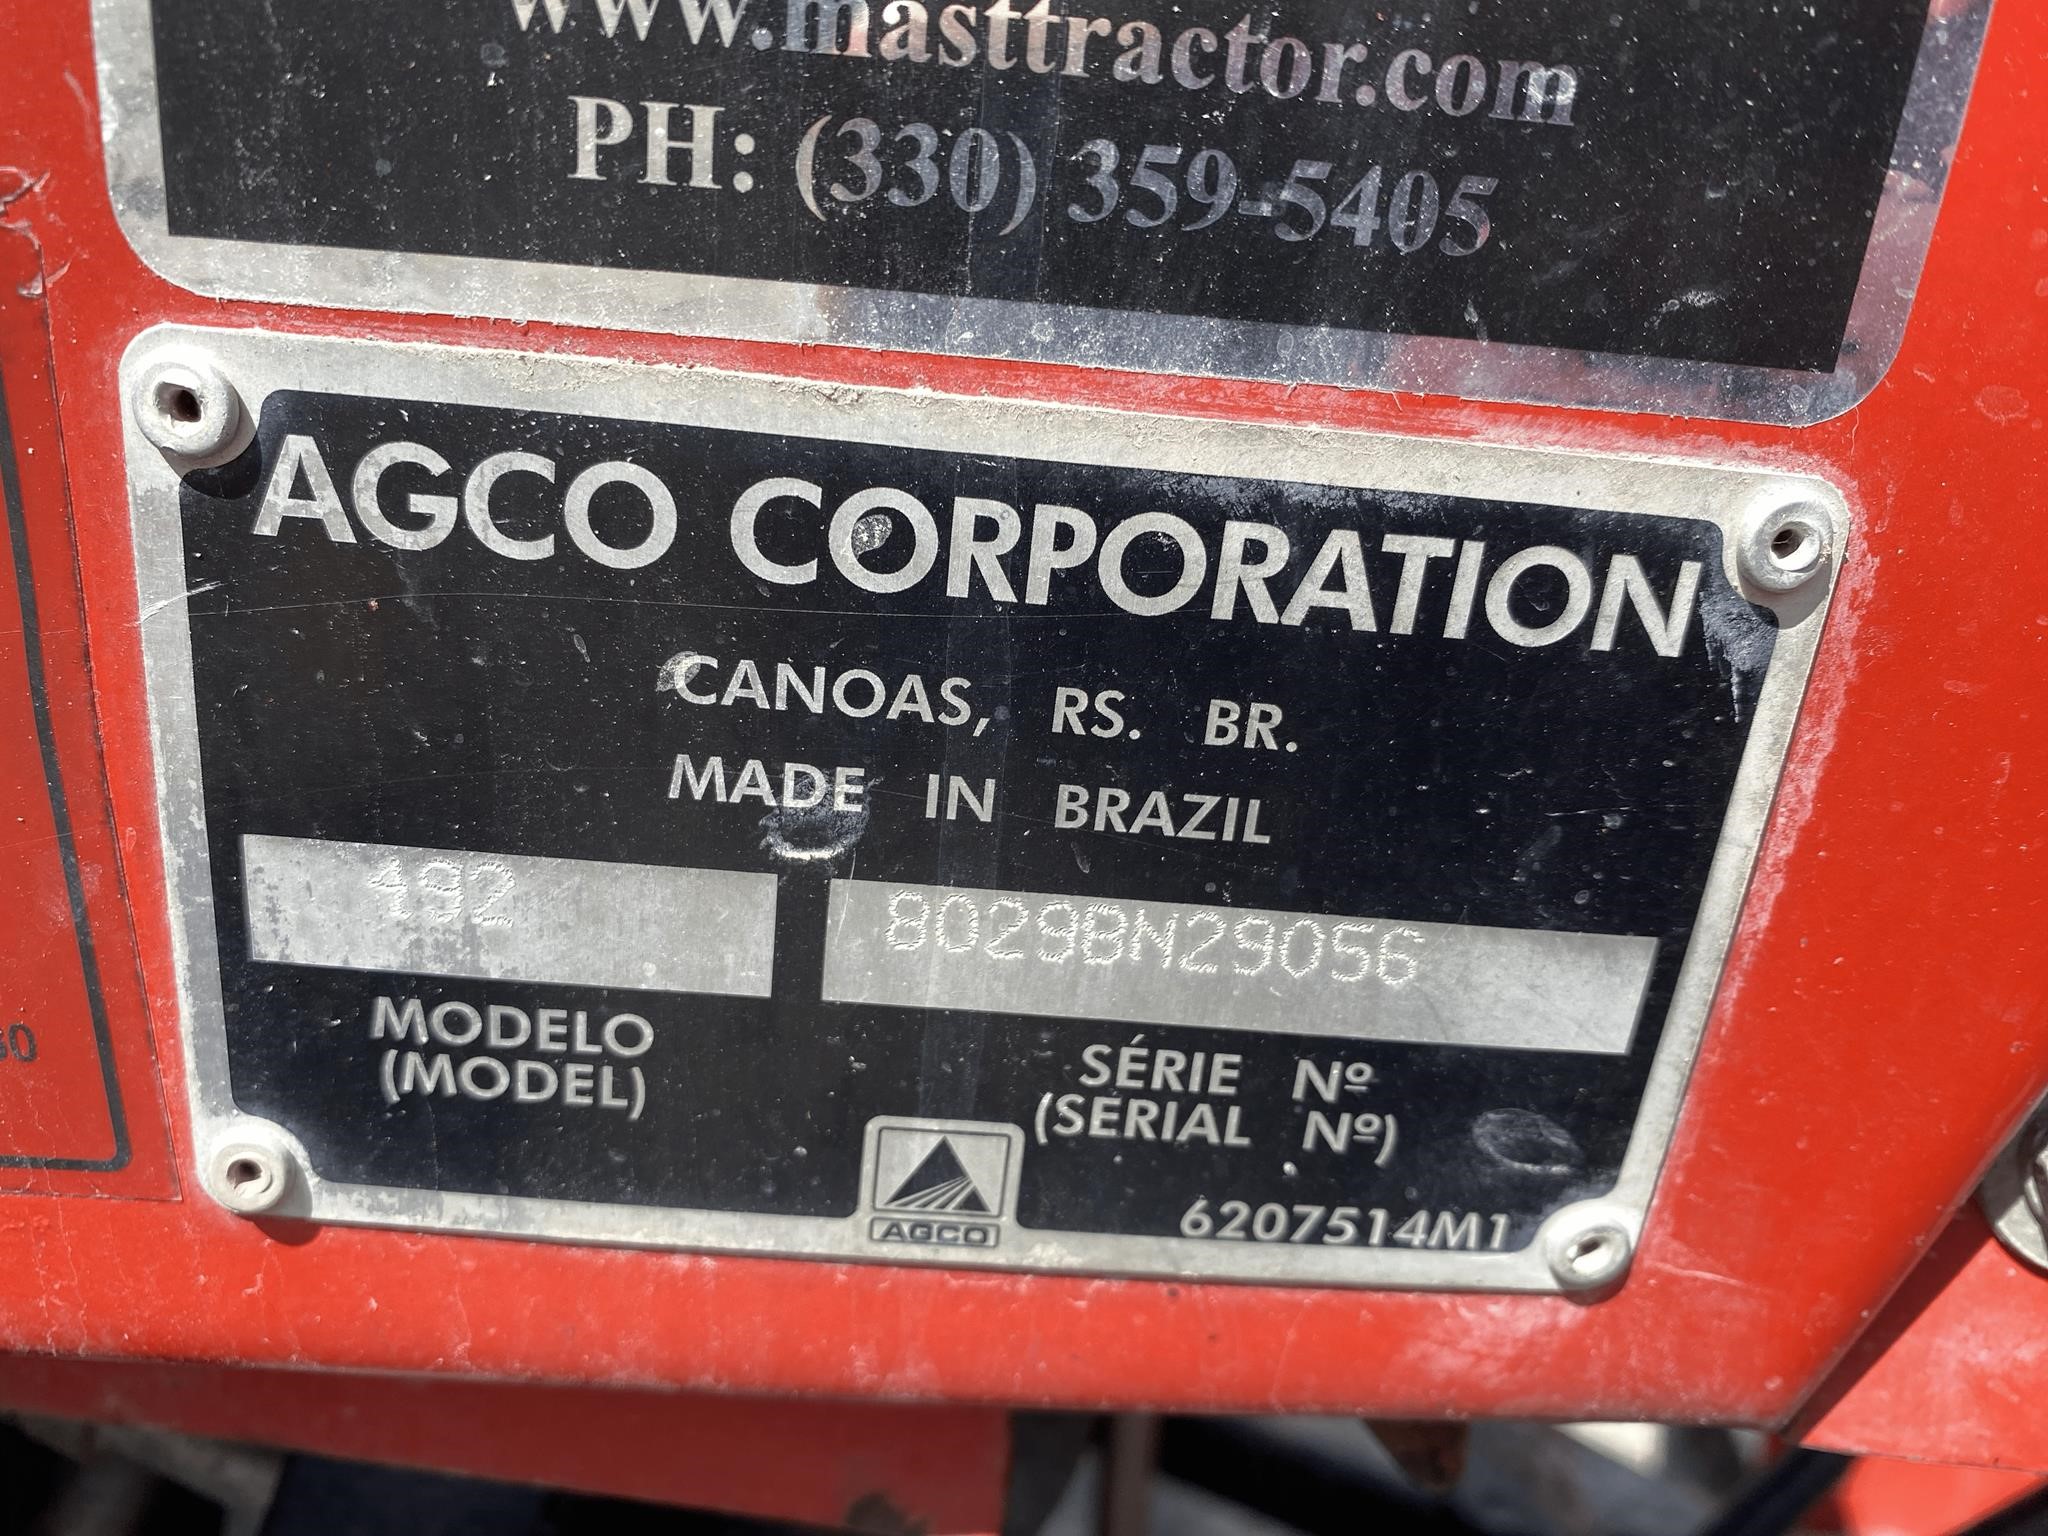 www.masttractor.com
PH: (330) 359-5405
AGCO CORPORATION
CANOAS, RS. BR.
MADE IN BRAZIL
492 8029BN29056
MODELO SÉRIE Nº
(MODEL) (SERIAL Nº)
AGCO 6207514M1